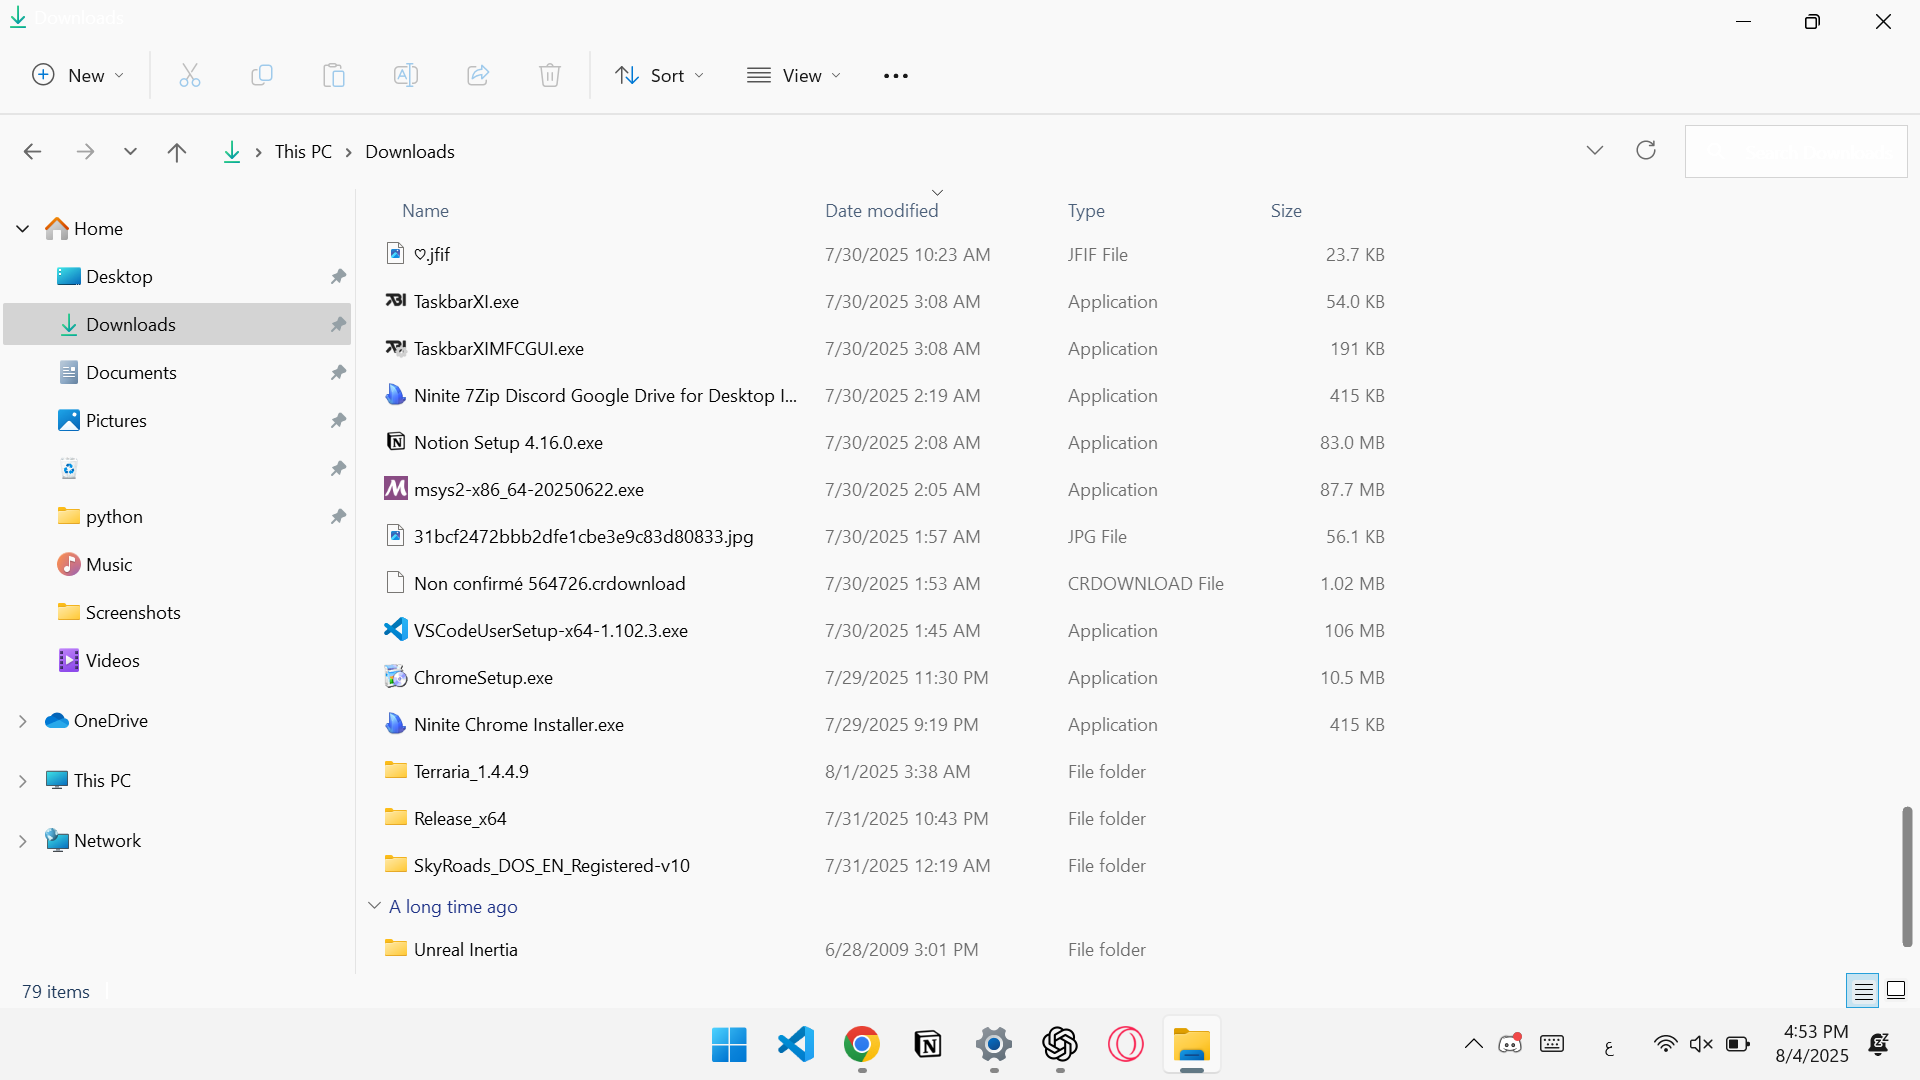 Downloads
New
Sort
View
This PC
Downloads
Name Date modified Type Size
Home
Desktop
Downloads
Documents
Pictures
python
Music
Screenshots
Videos
OneDrive
This PC
Network
♡.jfif 7/30/2025 10:23 AM JFIF File 23.7 KB
TaskbarXI.exe 7/30/2025 3:08 AM Application 54.0 KB
TaskbarXIMFCGUI.exe 7/30/2025 3:08 AM Application 191 KB
Ninite 7Zip Discord Google Drive for Desktop I... 7/30/2025 2:19 AM Application 415 KB
Notion Setup 4.16.0.exe 7/30/2025 2:08 AM Application 83.0 MB
msys2-x86_64-20250622.exe 7/30/2025 2:05 AM Application 87.7 MB
31bcf2472bbb2dfe1cbe3e9c83d80833.jpg 7/30/2025 1:57 AM JPG File 56.1 KB
Non confirmé 564726.crdownload 7/30/2025 1:53 AM CRDOWNLOAD File 1.02 MB
VSCodeUserSetup-x64-1.102.3.exe 7/30/2025 1:45 AM Application 106 MB
ChromeSetup.exe 7/29/2025 11:30 PM Application 10.5 MB
Ninite Chrome Installer.exe 7/29/2025 9:19 PM Application 415 KB
Terraria_1.4.4.9 8/1/2025 3:38 AM File folder
Release_x64 7/31/2025 10:43 PM File folder
SkyRoads_DOS_EN_Registered-v10 7/31/2025 12:19 AM File folder
A long time ago
Unreal Inertia 6/28/2009 3:01 PM File folder
79 items
ع
4:53 PM
8/4/2025